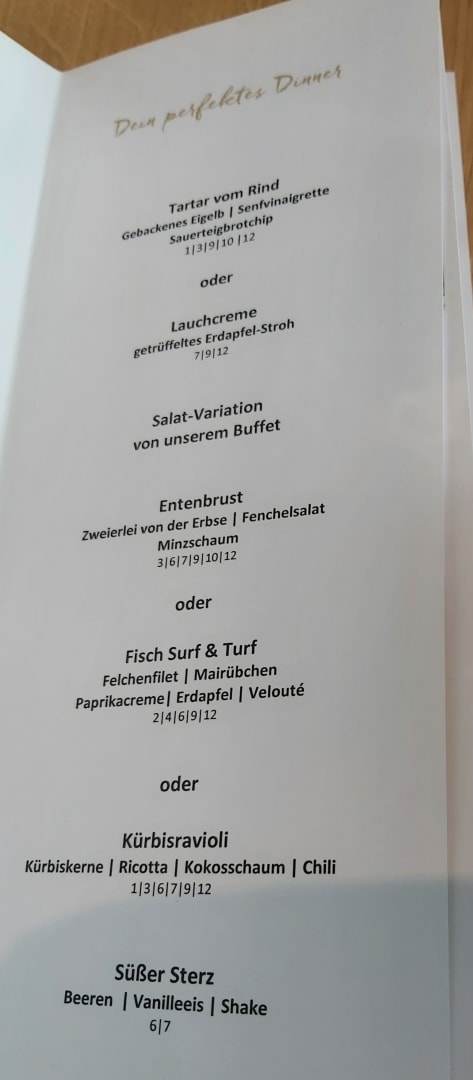 Dein perfektes Dinner
Tartar vom Rind
Gebackenes Eigelb | Senfvinaigrette
Sauerteigbrotchip
1|3|9|10 |12
oder
Lauchcreme
getrüffeltes Erdapfel-Stroh
7|9|12
Salat-Variation
von unserem Buffet
Entenbrust
Zweierlei von der Erbse | Fenchelsalat
Minzschaum
3|6|7|9|10|12
oder
Fisch Surf & Turf
Felchenfilet | Mairübchen
Paprikacreme| Erdapfel | Velouté
2|4|6|9|12
oder
Kürbisravioli
Kürbiskerne | Ricotta | Kokosschaum | Chili
1|3|6|7|9|12
Süßer Sterz
Beeren | Vanilleeis | Shake
6|7